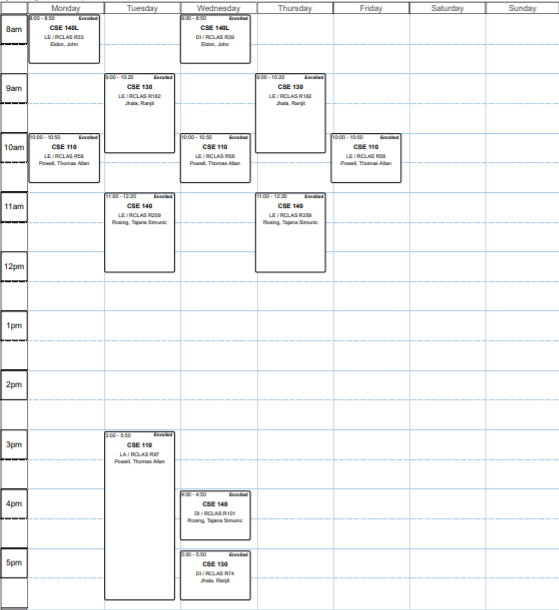 Monday
Tuesday
Wednesday
Thursday
Friday
Saturday
Sunday
8am
8:00 - 8:50 Enrolled
CSE 140L
LE / RCLAS R33
Eldon, John
8:00 - 8:50 Enrolled
CSE 140L
DI / RCLAS R39
Eldon, John
9am
9:00 - 10:20 Enrolled
CSE 130
LE / RCLAS R182
Jhala, Ranjit
9:00 - 10:20 Enrolled
CSE 130
LE / RCLAS R182
Jhala, Ranjit
10am
10:00 - 10:50 Enrolled
CSE 110
LE / RCLAS R56
Powell, Thomas Allan
10:00 - 10:50 Enrolled
CSE 110
LE / RCLAS R56
Powell, Thomas Allan
10:00 - 10:50 Enrolled
CSE 110
LE / RCLAS R56
Powell, Thomas Allan
11am
11:00 - 12:20 Enrolled
CSE 140
LE / RCLAS R259
Rosing, Tajana Simunic
11:00 - 12:20 Enrolled
CSE 140
LE / RCLAS R259
Rosing, Tajana Simunic
12pm
1pm
2pm
3pm
3:00 - 5:50 Enrolled
CSE 110
LA / RCLAS R97
Powell, Thomas Allan
4pm
4:00 - 4:50 Enrolled
CSE 140
DI / RCLAS R101
Rosing, Tajana Simunic
5pm
5:00 - 5:50 Enrolled
CSE 130
DI / RCLAS R74
Jhala, Ranjit